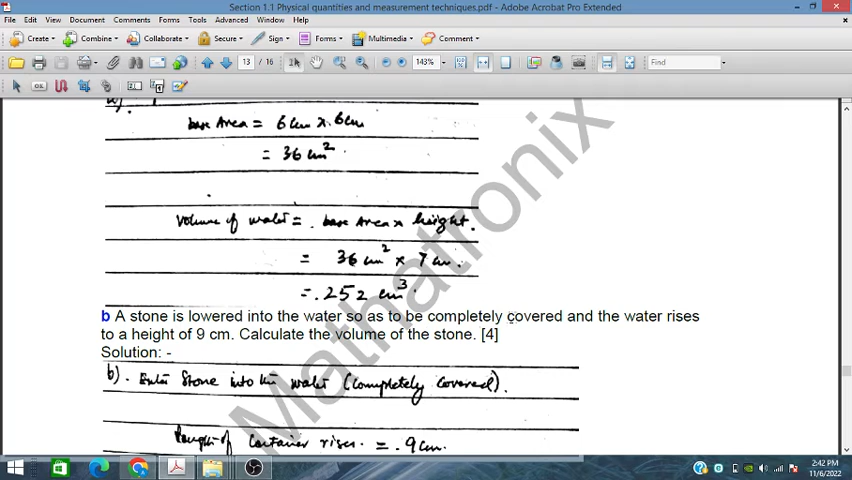 Section 1.1 Physical quantities and measurement techniques.pdf - Adobe Acrobat Pro Extended
File Edit View Document Comments Forms Tools Advanced Window Help
Create Combine Collaborate Secure Sign Forms Multimedia Comment
13 / 16 143% Find
base Area = 6cm x 6cm
= 36 cm²
Volume of water = base Area x height.
= 36 cm² x 7 cm.
= 252 cm³.
b A stone is lowered into the water so as to be completely covered and the water rises
to a height of 9 cm. Calculate the volume of the stone. [4]
Solution: -
b). Enter Stone into the water (Completely Covered).
of Container rises = 9cm.
Mathatronix
2:42 PM
11/6/2022